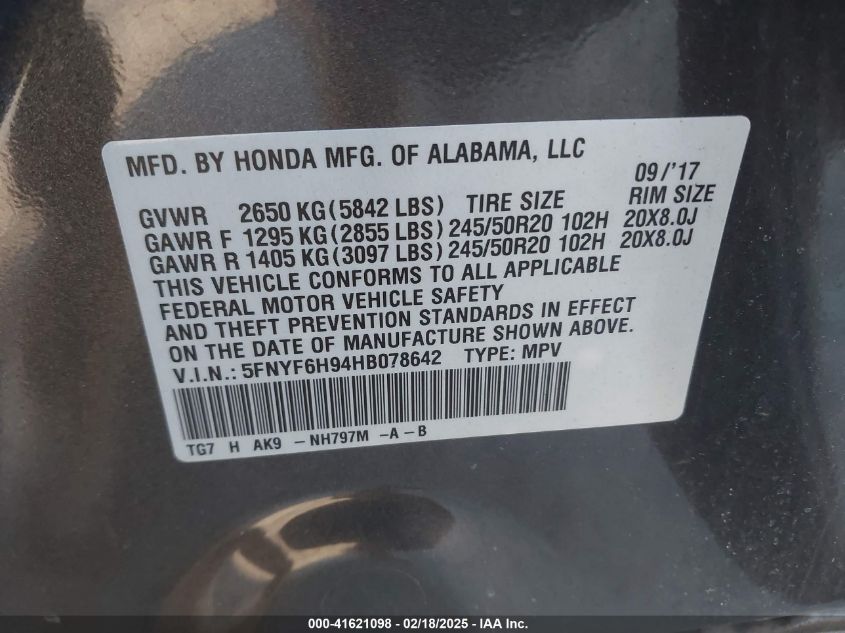 MFD. BY HONDA MFG. OF ALABAMA, LLC 09/'17
GVWR 2650 KG (5842 LBS) TIRE SIZE RIM SIZE
GAWR F 1295 KG (2855 LBS) 245/50R20 102H 20X8.0J
GAWR R 1405 KG (3097 LBS) 245/50R20 102H 20X8.0J
THIS VEHICLE CONFORMS TO ALL APPLICABLE
FEDERAL MOTOR VEHICLE SAFETY
AND THEFT PREVENTION STANDARDS IN EFFECT
ON THE DATE OF MANUFACTURE SHOWN ABOVE.
V.I.N.: 5FNYF6H94HB078642 TYPE: MPV
TG7 H AK9 -NH797M -A-B
000-41621098 - 02/18/2025 - IAA Inc.